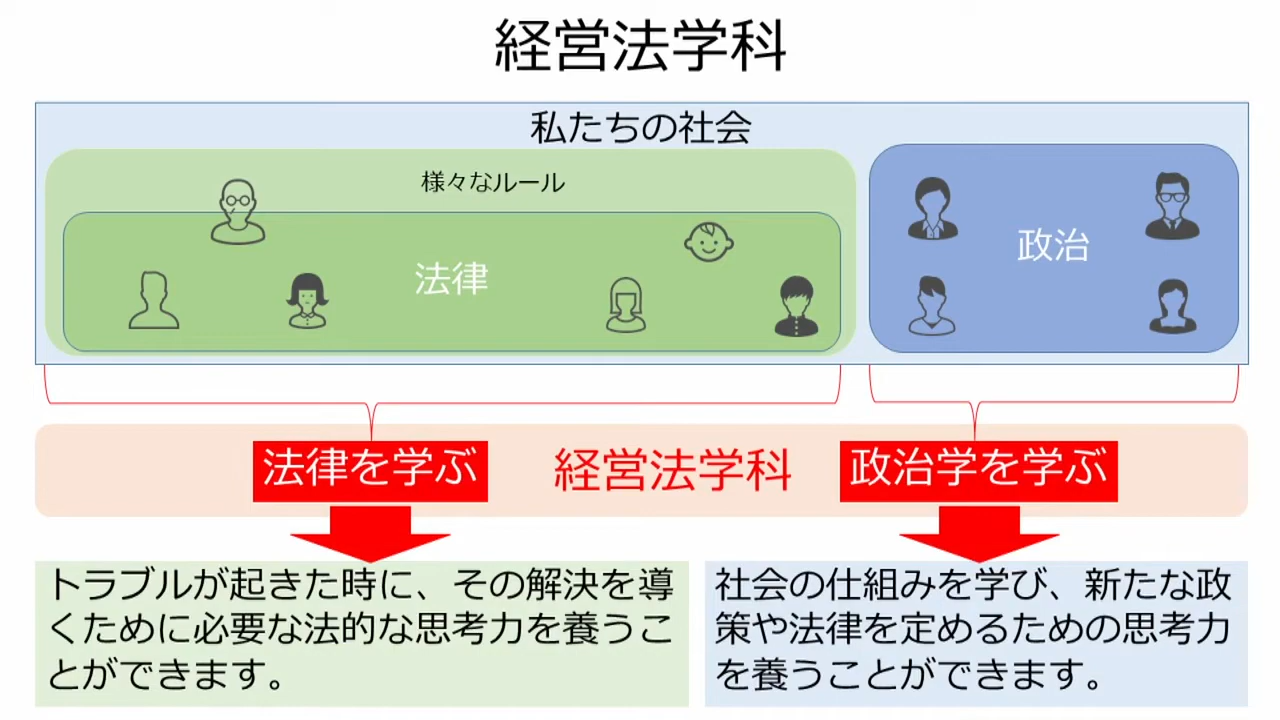 経営法学科
私たちの社会
様々なルール
法律
政治
法律を学ぶ
経営法学科
政治学を学ぶ
トラブルが起きた時に、その解決を導
くために必要な法的な思考力を養うこ
とができます。
社会の仕組みを学び、新たな政
策や法律を定めるための思考力
を養うことができます。